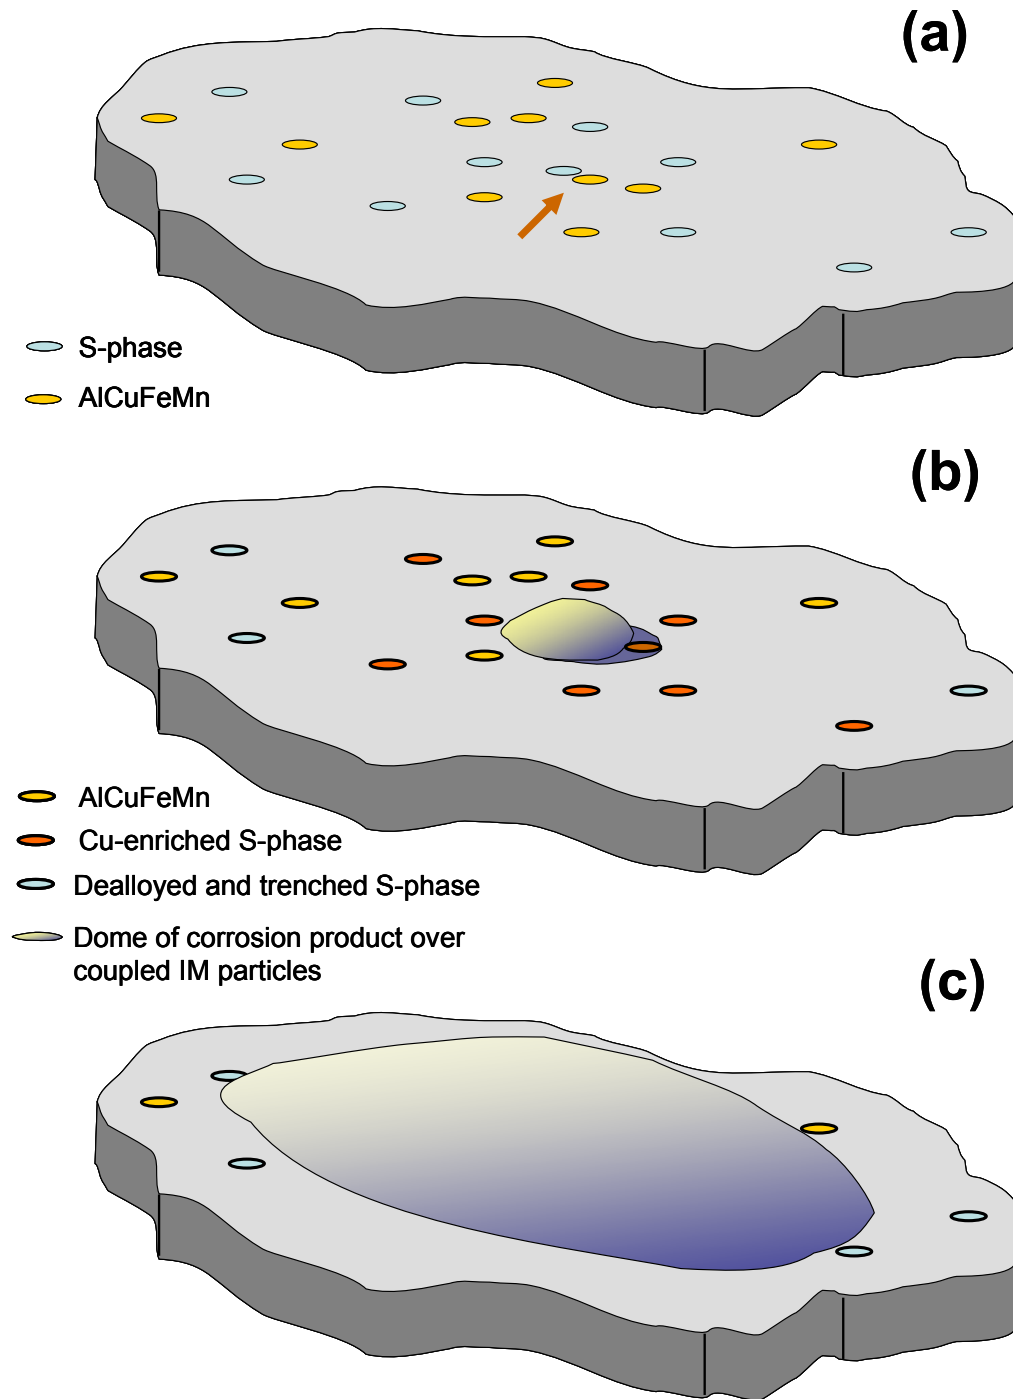 (a)
S-phase
AlCuFeMn
(b)
AlCuFeMn
Cu-enriched S-phase
Dealloyed and trenched S-phase
Dome of corrosion product over
coupled IM particles
(c)